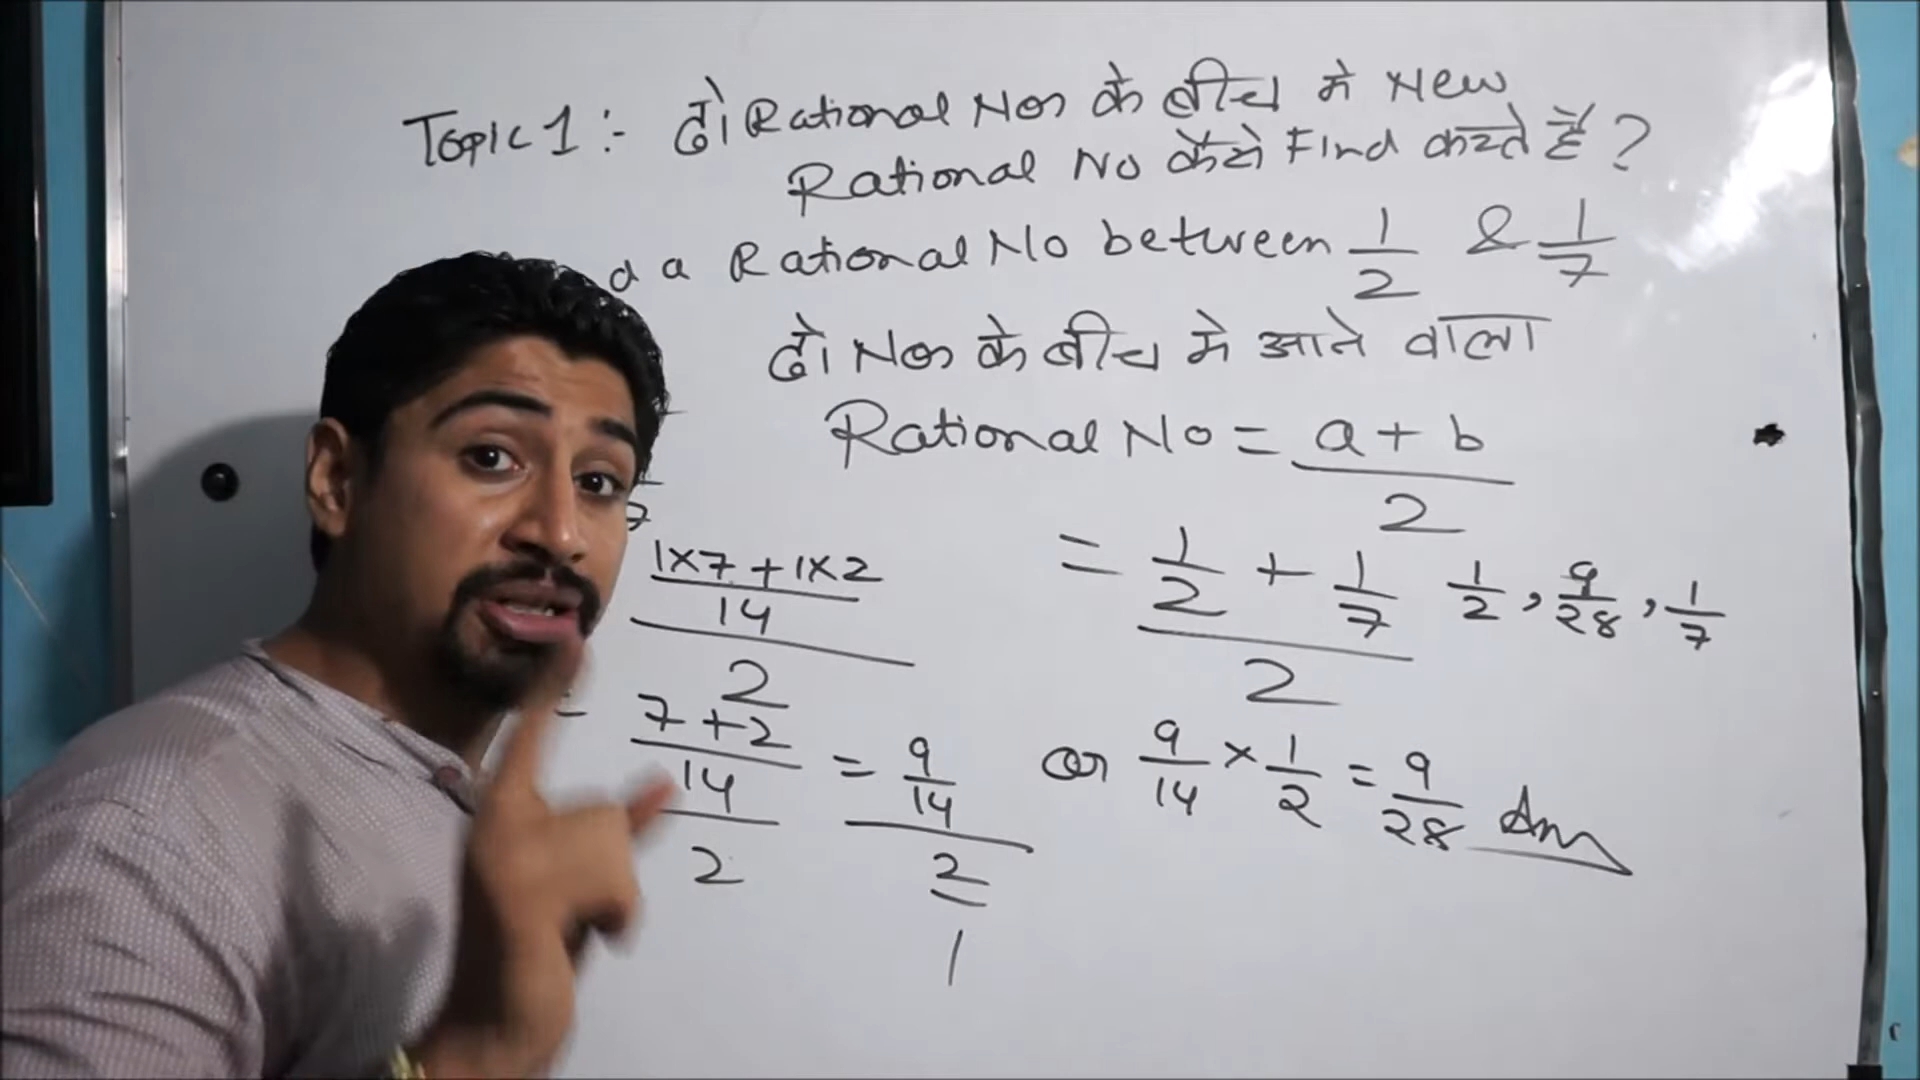 Topic 1 :- दो Rational Nos के बीच मे New
Rational No कैसे Find करते हैं ?
d a Rational No between 1/2 & 1/7
दो Nos के बीच मे आने वाला
Rational No = a + b / 2
7
= 1/2 + 1/7 / 2
1/2 , 9/28 , 1/7
1×7 + 1×2 / 14 / 2
= 7 + 2 / 14 / 2 = 9/14 / 2 / 1
or 9/14 × 1/2 = 9/28 Ans